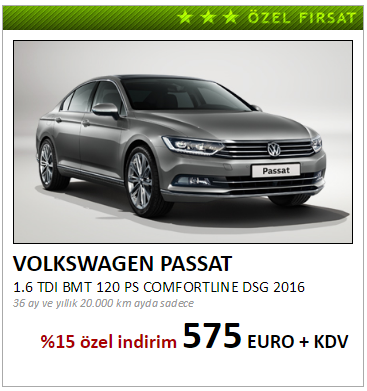 ★ ★ ★ ÖZEL FIRSAT
Passat
VOLKSWAGEN PASSAT
1.6 TDI BMT 120 PS COMFORTLINE DSG 2016
36 ay ve yıllık 20.000 km ayda sadece
%15 özel indirim 575 EURO + KDV